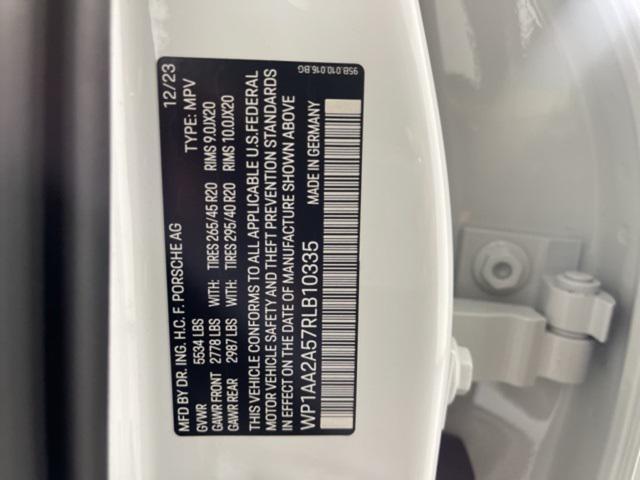 MFD BY DR. ING. H.C. F. PORSCHE AG 12/23
GVWR 5534 LBS TYPE: MPV
GAWR FRONT 2778 LBS WITH: TIRES 265/45 R20 RIMS 9.0JX20
GAWR REAR 2987 LBS WITH: TIRES 295/40 R20 RIMS 10.0JX20
THIS VEHICLE CONFORMS TO ALL APPLICABLE U.S.FEDERAL
MOTOR VEHICLE SAFETY AND THEFT PREVENTION STANDARDS
IN EFFECT ON THE DATE OF MANUFACTURE SHOWN ABOVE
WP1AA2A57RLB10335 MADE IN GERMANY
95B.010.016.BG